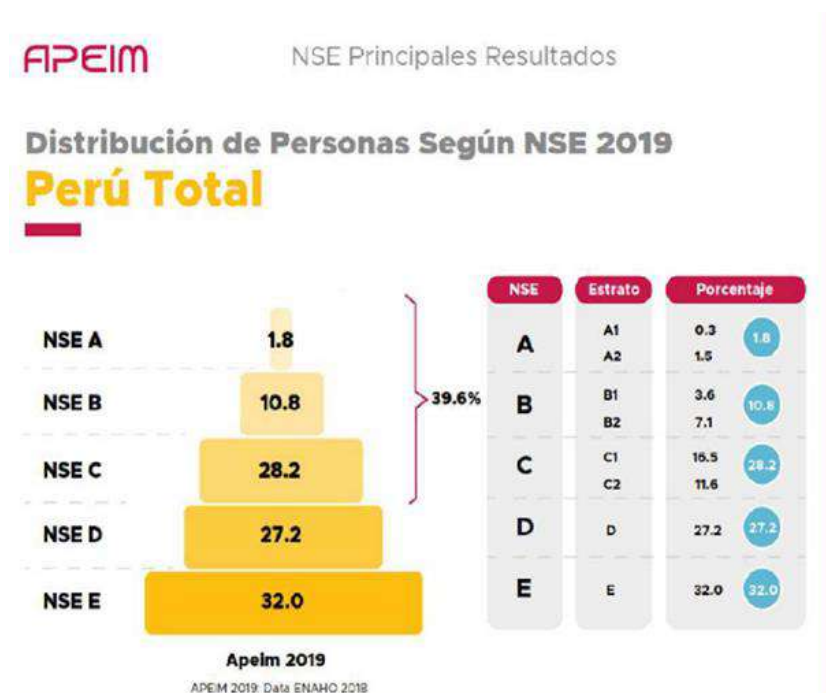 APEIM
NSE Principales Resultados
Distribución de Personas Según NSE 2019
Perú Total
NSE A
1.8
NSE B
10.8
NSE C
28.2
NSE D
27.2
NSE E
32.0
39.6%
Apeim 2019
APEIM 2019: Data ENAHO 2018
NSE Estrato Porcentaje
A A1 0.3 1.8
A2 1.5
B B1 3.6 10.8
B2 7.1
C C1 16.5 28.2
C2 11.6
D D 27.2 27.2
E E 32.0 32.0